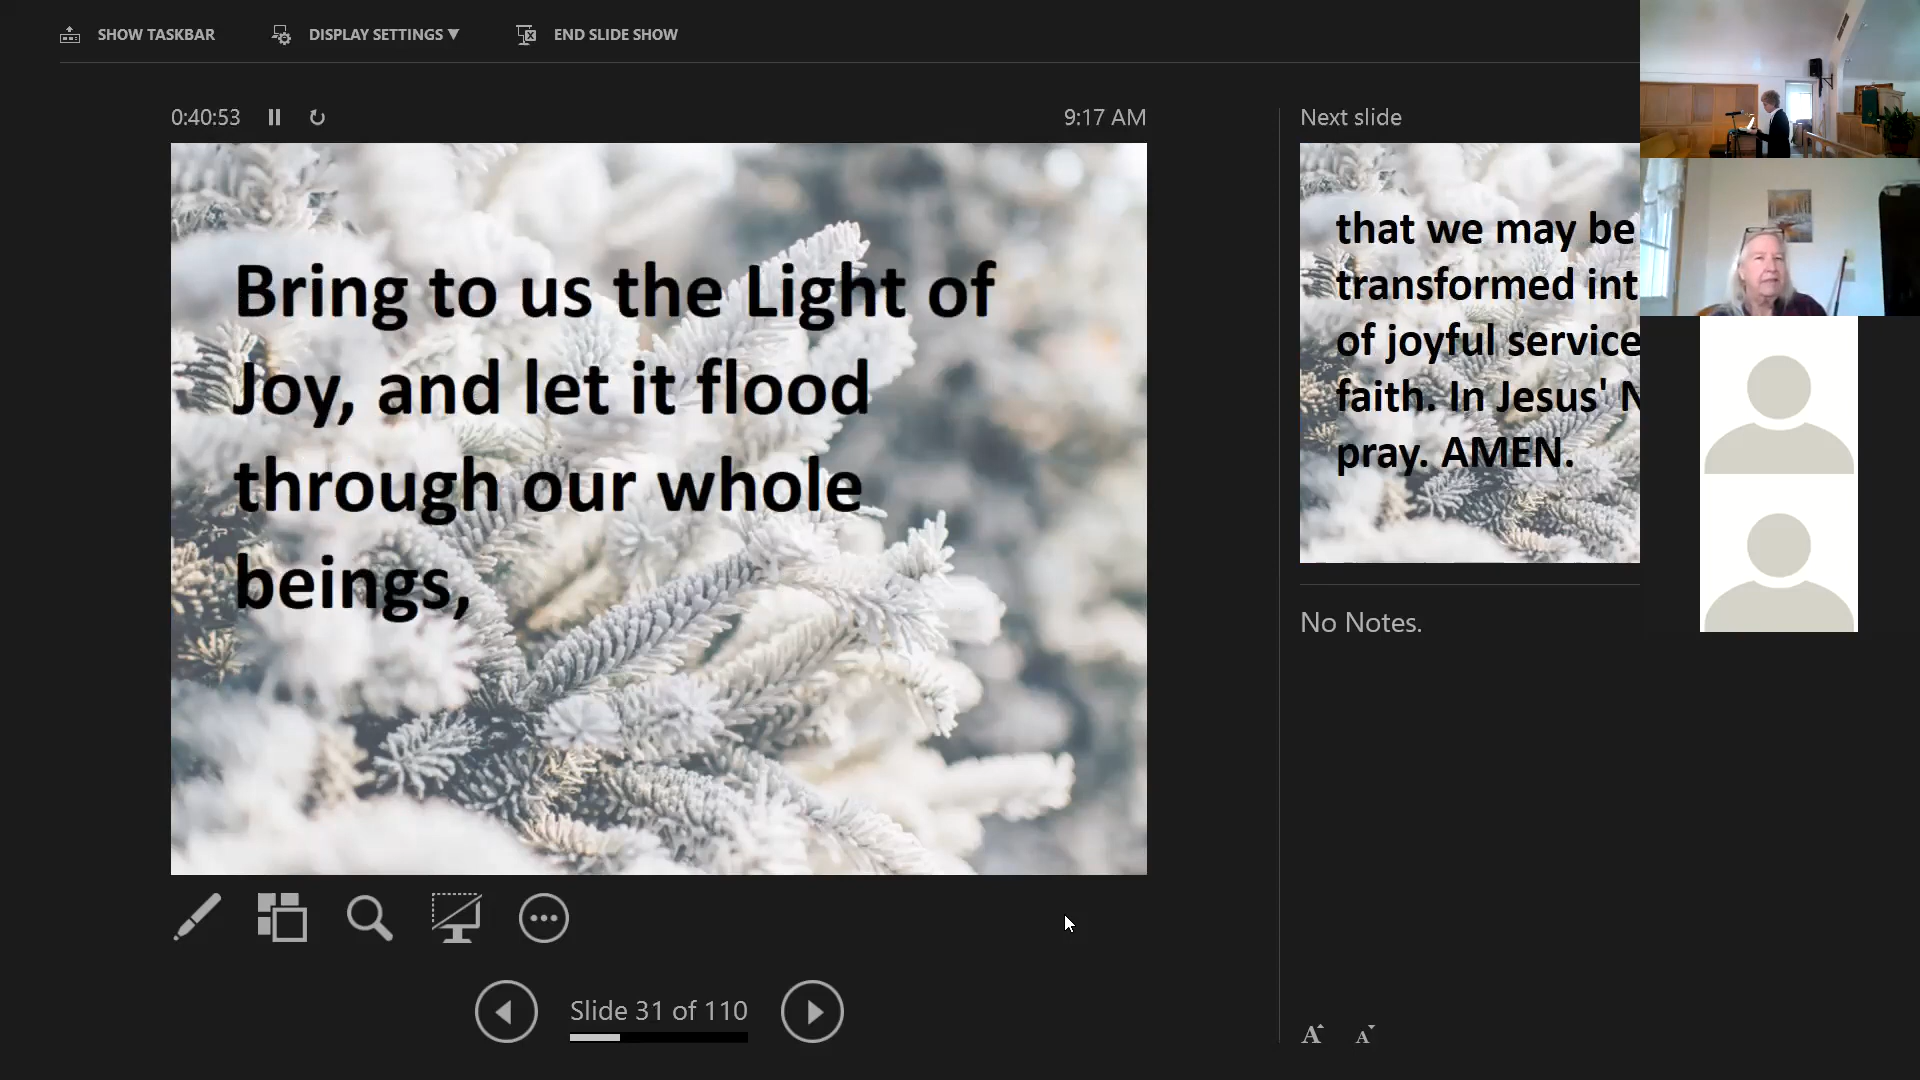 SHOW TASKBAR
DISPLAY SETTINGS ▼
END SLIDE SHOW
0:40:53
9:17 AM
Bring to us the Light of
Joy, and let it flood
through our whole
beings,
Slide 31 of 110
Next slide
that we may be
transformed int
of joyful service
faith. In Jesus' N
pray. AMEN.
No Notes.
A A